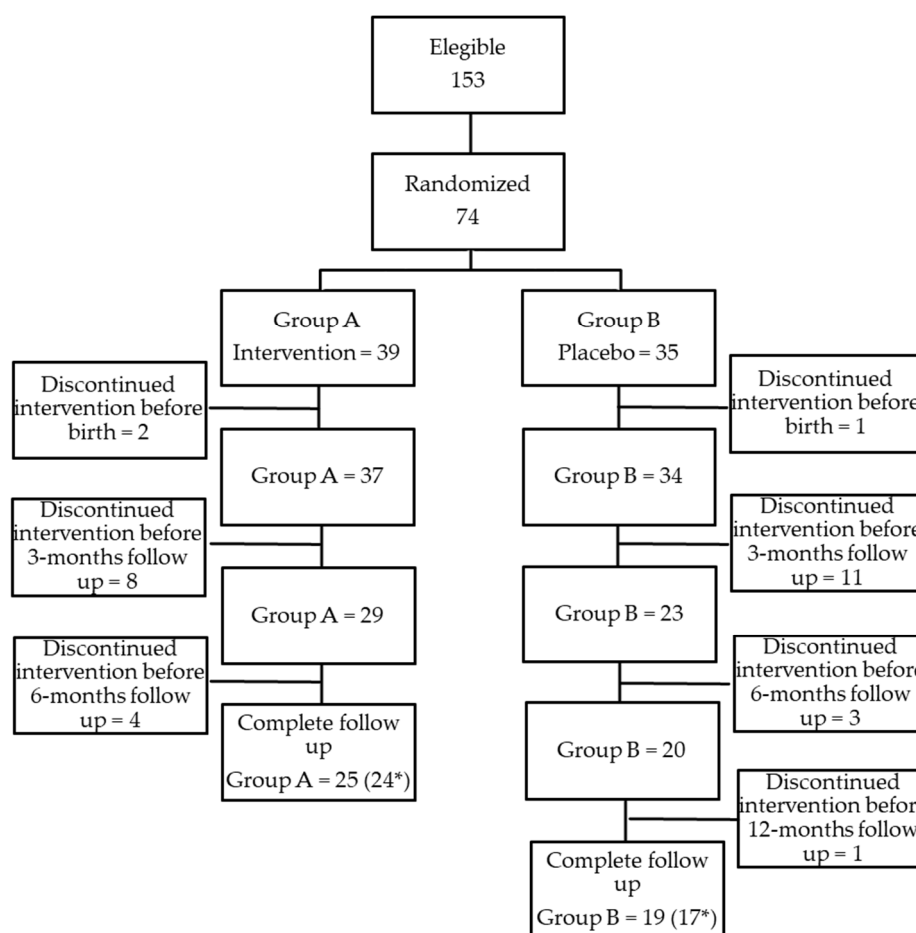 Elegible
153
Randomized
74
Group A
Intervention = 39
Group B
Placebo = 35
Discontinued
intervention before
birth = 2
Discontinued
intervention before
birth = 1
Group A = 37
Group B = 34
Discontinued
intervention before
3-months follow
up = 8
Discontinued
intervention before
3-months follow
up = 11
Group A = 29
Group B = 23
Discontinued
intervention before
6-months follow
up = 4
Discontinued
intervention before
6-months follow
up = 3
Complete follow
up
Group A = 25 (24*)
Group B = 20
Discontinued
intervention before
12-months follow
up = 1
Complete follow
up
Group B = 19 (17*)